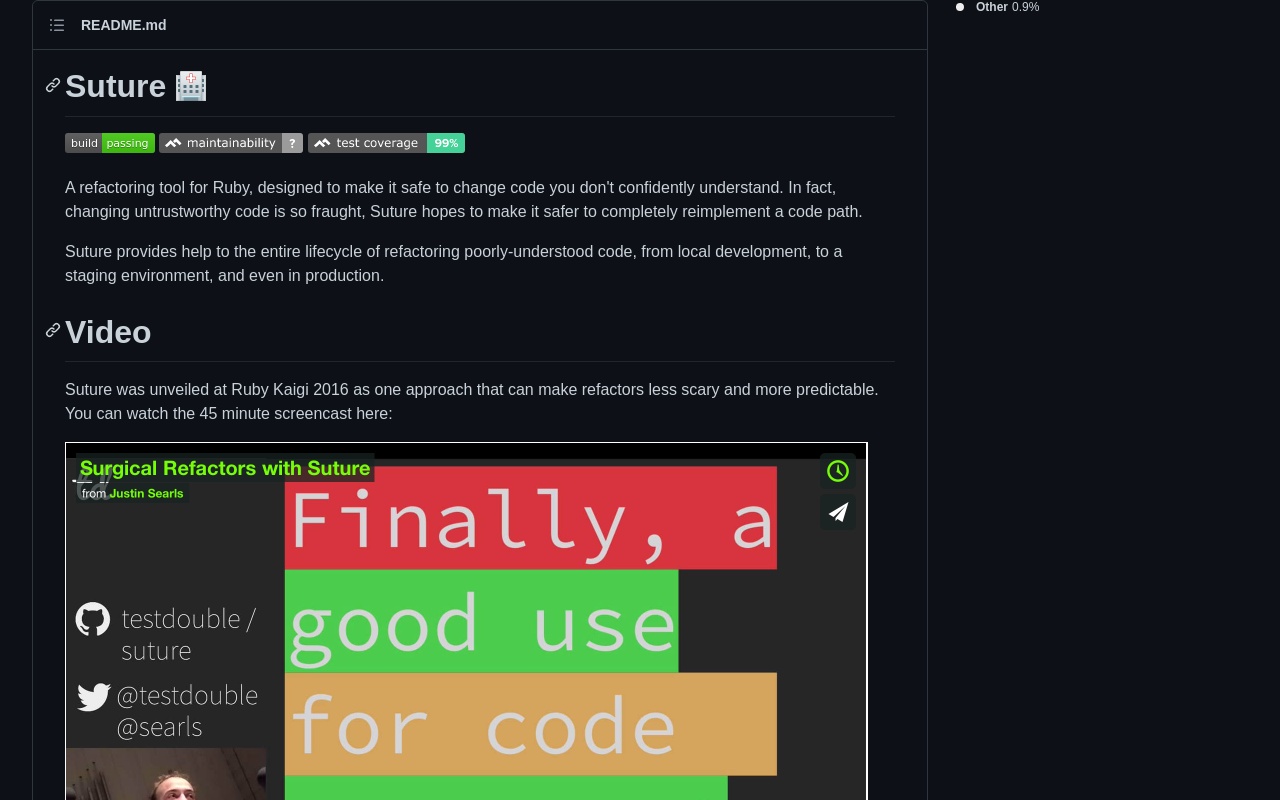 Other 0.9%
README.md
Suture 🏥
build passing
maintainability ?
test coverage 99%
A refactoring tool for Ruby, designed to make it safe to change code you don't confidently understand. In fact,
changing untrustworthy code is so fraught, Suture hopes to make it safer to completely reimplement a code path.
Suture provides help to the entire lifecycle of refactoring poorly-understood code, from local development, to a
staging environment, and even in production.
Video
Suture was unveiled at Ruby Kaigi 2016 as one approach that can make refactors less scary and more predictable.
You can watch the 45 minute screencast here:
Surgical Refactors with Suture
from Justin Searls
Finally, a
good use
for code
testdouble /
suture
@testdouble
@searls